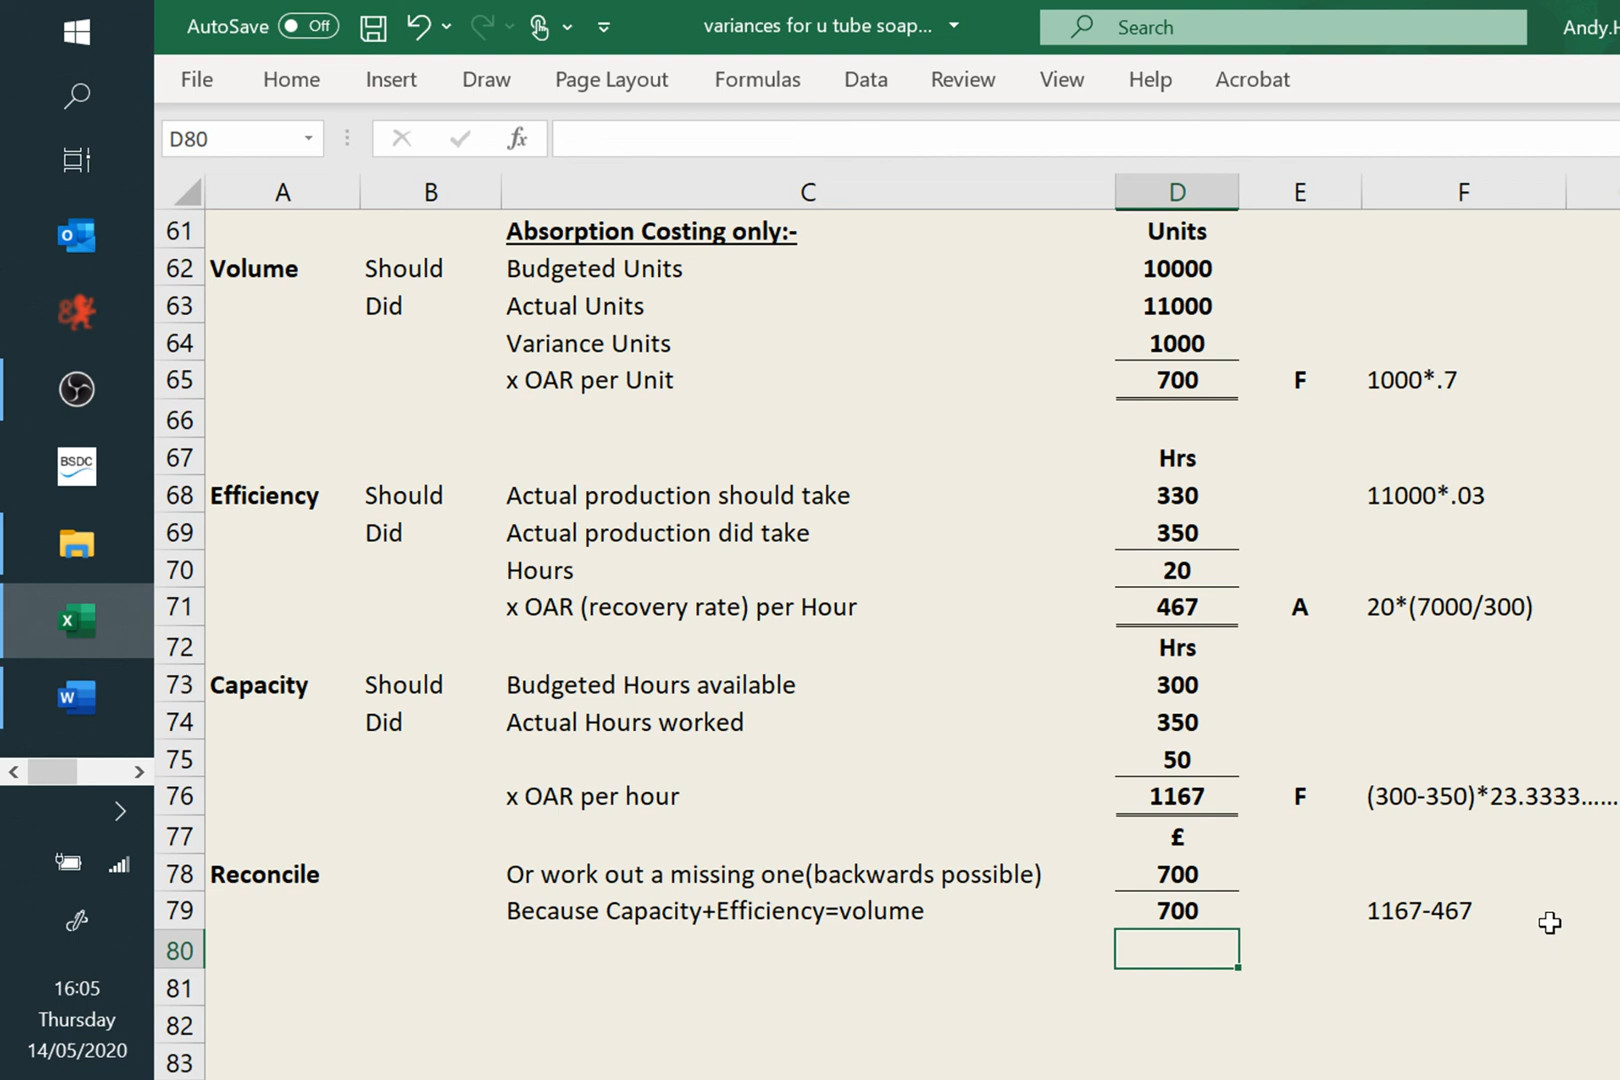 AutoSave Off variances for u tube soap... Search Andy.H
File Home Insert Draw Page Layout Formulas Data Review View Help Acrobat
D80 fx
A B C D E F
61 Absorption Costing only:- Units
62 Volume Should Budgeted Units 10000
63 Did Actual Units 11000
64 Variance Units 1000
65 x OAR per Unit 700 F 1000*.7
66
67 Hrs
68 Efficiency Should Actual production should take 330 11000*.03
69 Did Actual production did take 350
70 Hours 20
71 x OAR (recovery rate) per Hour 467 A 20*(7000/300)
72 Hrs
73 Capacity Should Budgeted Hours available 300
74 Did Actual Hours worked 350
75 50
76 x OAR per hour 1167 F (300-350)*23.3333......
77 £
78 Reconcile Or work out a missing one(backwards possible) 700
79 Because Capacity+Efficiency=volume 700 1167-467
80
81
82
83
BSDC
16:05
Thursday
14/05/2020